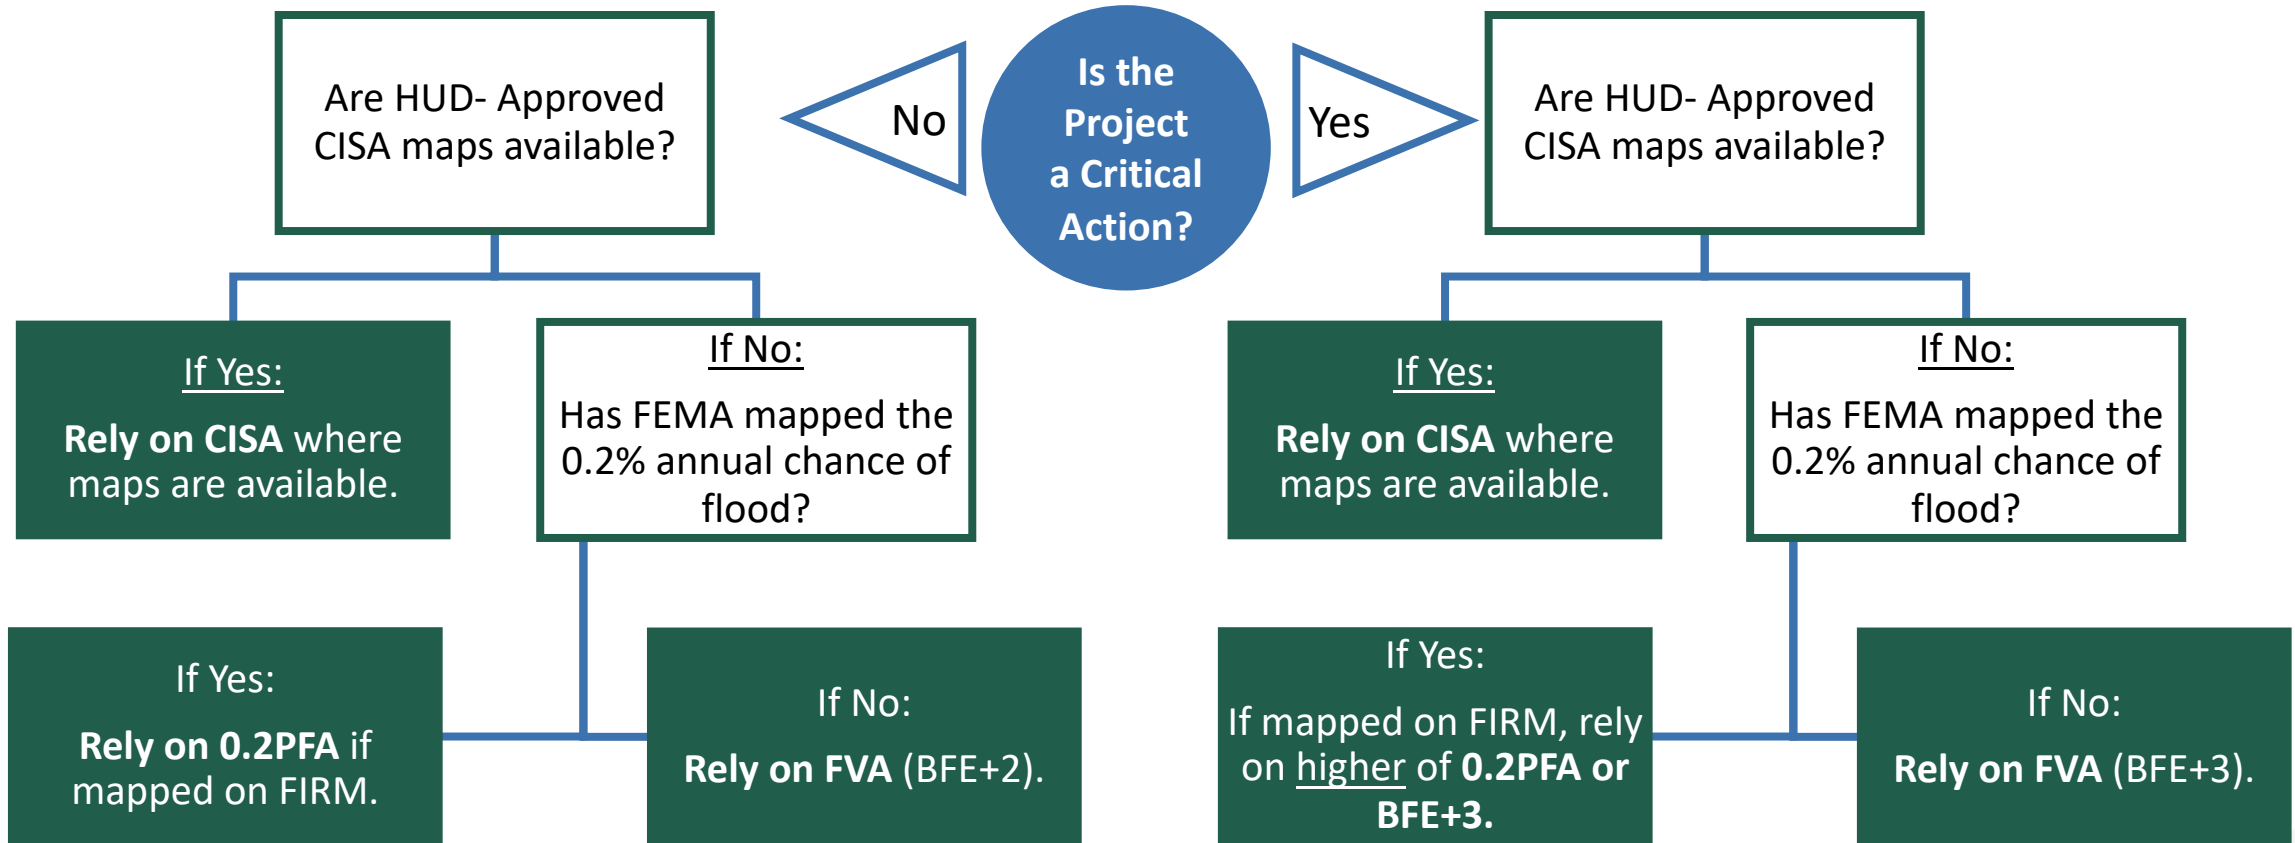 Are HUD- Approved
CISA maps available?
No
Is the
Project
a Critical
Action?
Yes
Are HUD- Approved
CISA maps available?
If Yes:
Rely on CISA where
maps are available.
If No:
Has FEMA mapped the
0.2% annual chance of
flood?
If Yes:
Rely on CISA where
maps are available.
If No:
Has FEMA mapped the
0.2% annual chance of
flood?
If Yes:
Rely on 0.2PFA if
mapped on FIRM.
If No:
Rely on FVA (BFE+2).
If Yes:
If mapped on FIRM, rely
on higher of 0.2PFA or
BFE+3.
If No:
Rely on FVA (BFE+3).